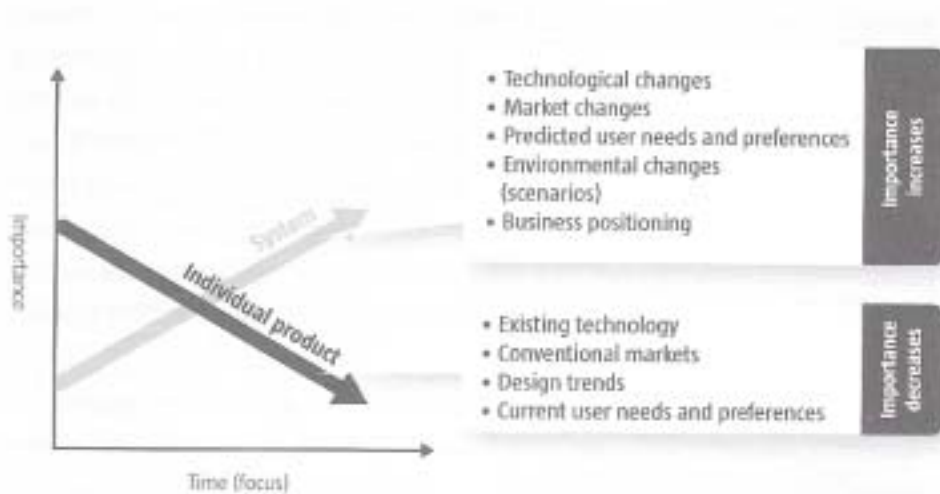 • Technological changes
• Market changes
• Predicted user needs and preferences
• Environmental changes
(scenarios)
• Business positioning
Importance
increases
System
Individual product
Importance
• Existing technology
• Conventional markets
• Design trends
• Current user needs and preferences
Importance
decreases
Time (focus)